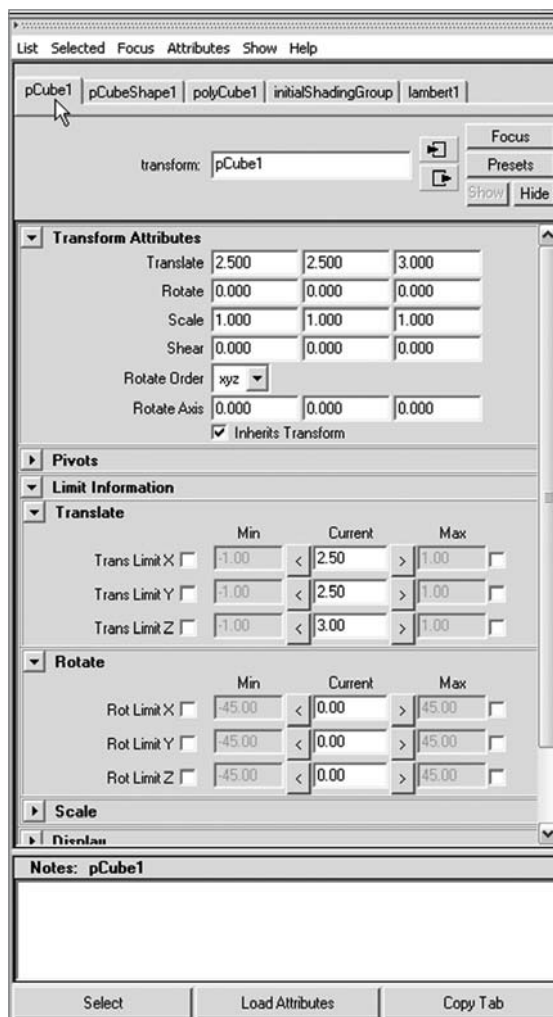 List Selected Focus Attributes Show Help
pCube1 pCubeShape1 polyCube1 initialShadingGroup lambert1
Focus
transform: pCube1
Presets
Show Hide
Transform Attributes
Translate 2.500 2.500 3.000
Rotate 0.000 0.000 0.000
Scale 1.000 1.000 1.000
Shear 0.000 0.000 0.000
Rotate Order xyz
Rotate Axis 0.000 0.000 0.000
Inherits Transform
Pivots
Limit Information
Translate
Min Current Max
Trans Limit X -1.00 < 2.50 > 1.00
Trans Limit Y -1.00 < 2.50 > 1.00
Trans Limit Z -1.00 < 3.00 > 1.00
Rotate
Min Current Max
Rot Limit X -45.00 < 0.00 > 45.00
Rot Limit Y -45.00 < 0.00 > 45.00
Rot Limit Z -45.00 < 0.00 > 45.00
Scale
Display
Notes: pCube1
Select Load Attributes Copy Tab